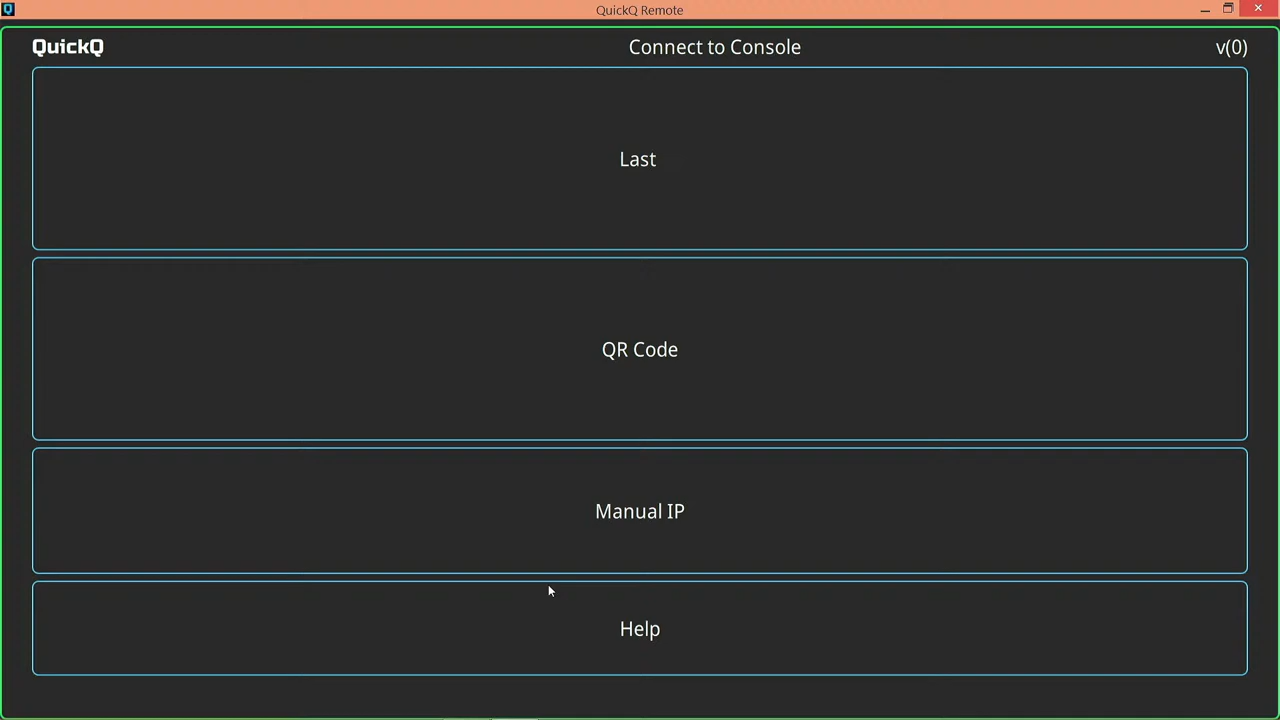 QuickQ Remote
QuickQ Connect to Console v(0)
Last
QR Code
Manual IP
Help